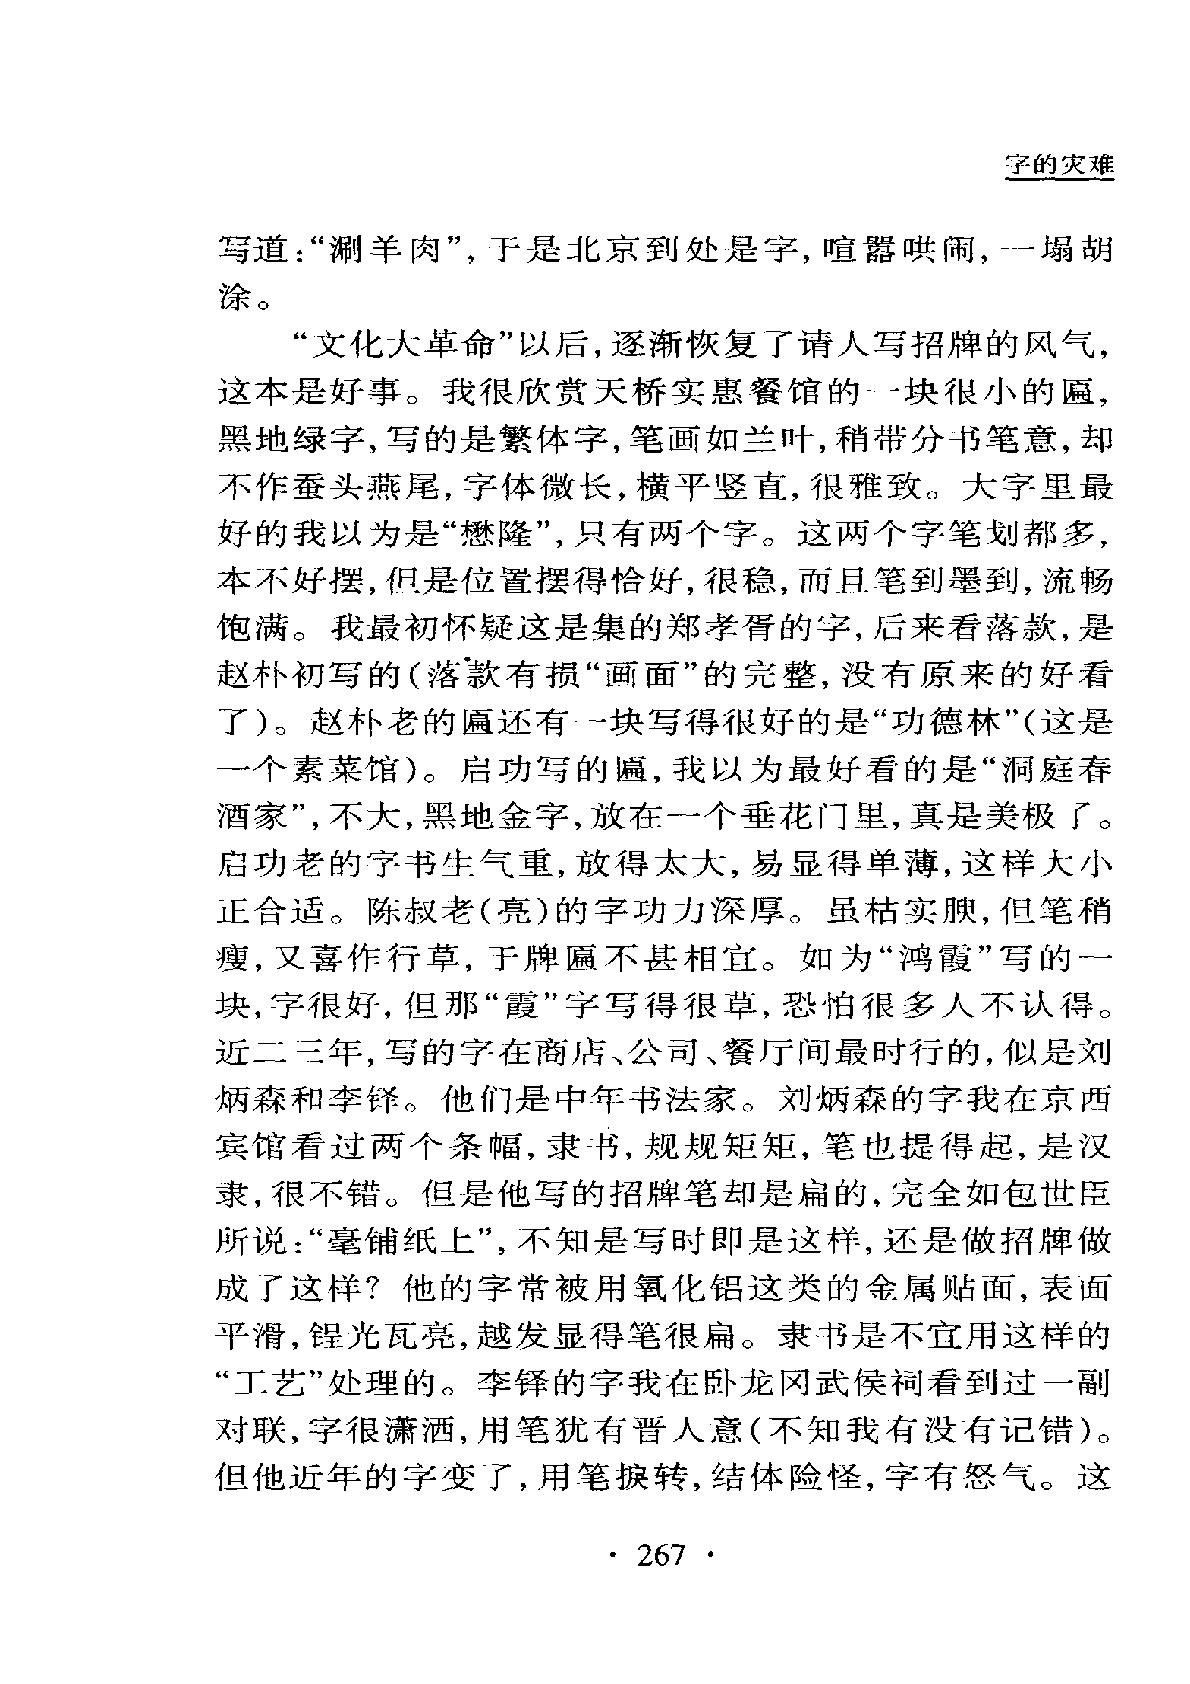 字的灾难
写道:“涮羊肉”,于是北京到处是字,喧嚣哄闹,一塌胡
涂。
“文化大革命”以后,逐渐恢复了请人写招牌的风气,
这本是好事。我很欣赏天桥实惠餐馆的一块很小的匾,
黑地绿字,写的是繁体字,笔画如兰叶,稍带分书笔意,却
不作蚕头燕尾,字体微长,横平竖直,很雅致。大字里最
好的我以为是“懋隆”,只有两个字。这两个字笔划都多,
本不好摆,但是位置摆得恰好,很稳,而且笔到墨到,流畅
饱满。我最初怀疑这是集的郑孝胥的字,后来看落款,是
赵朴初写的(落款有损“画面”的完整,没有原来的好看
了)。赵朴老的匾还有一块写得很好的是“功德林”(这是
一个素菜馆)。启功写的匾,我以为最好看的是“洞庭春
酒家”,不大,黑地金字,放在一个垂花门里,真是美极了。
启功老的字书生气重,放得太大,易显得单薄,这样大小
正合适。陈叔老(亮)的字功力深厚。虽枯实腴,但笔稍
瘦,又喜作行草,于牌匾不甚相宜。如为“鸿霞”写的一
块,字很好,但那“霞”字写得很草,恐怕很多人不认得。
近二三年,写的字在商店、公司、餐厅间最时行的,似是刘
炳森和李铎。他们是中年书法家。刘炳森的字我在京西
宾馆看过两个条幅,隶书,规规矩矩,笔也提得起,是汉
隶,很不错。但是他写的招牌笔却是扁的,完全如包世臣
所说:“毫铺纸上”,不知是写时即是这样,还是做招牌做
成了这样?他的字常被用氧化铝这类的金属贴面,表面
平滑,锃光瓦亮,越发显得笔很扁。隶书是不宜用这样的
“工艺”处理的。李铎的字我在卧龙冈武侯祠看到过一副
对联,字很潇洒,用笔犹有晋人意(不知我有没有记错)。
但他近年的字变了,用笔捩转,结体险怪,字有怒气。这
· 267 ·